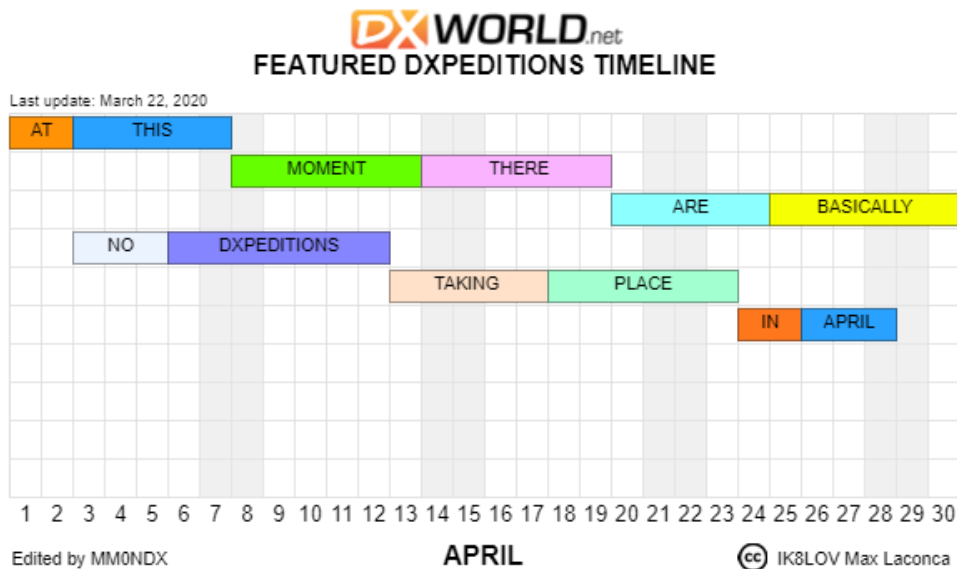 DXWORLD.net
FEATURED DXPEDITIONS TIMELINE
Last update: March 22, 2020
AT THIS
MOMENT THERE
ARE BASICALLY
NO DXPEDITIONS
TAKING PLACE
IN APRIL
1 2 3 4 5 6 7 8 9 10 11 12 13 14 15 16 17 18 19 20 21 22 23 24 25 26 27 28 29 30
Edited by MM0NDX APRIL cc IK8LOV Max Laconca